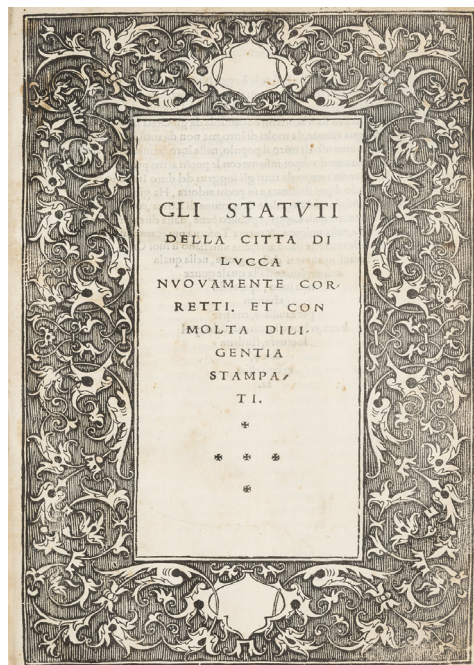 GLI STATVTI
DELLA CITTA DI
LVCCA
NVOVAMENTE COR,
RETTI. ET CON
MOLTA DILI,
GENTIA
STAMPA,
TI.